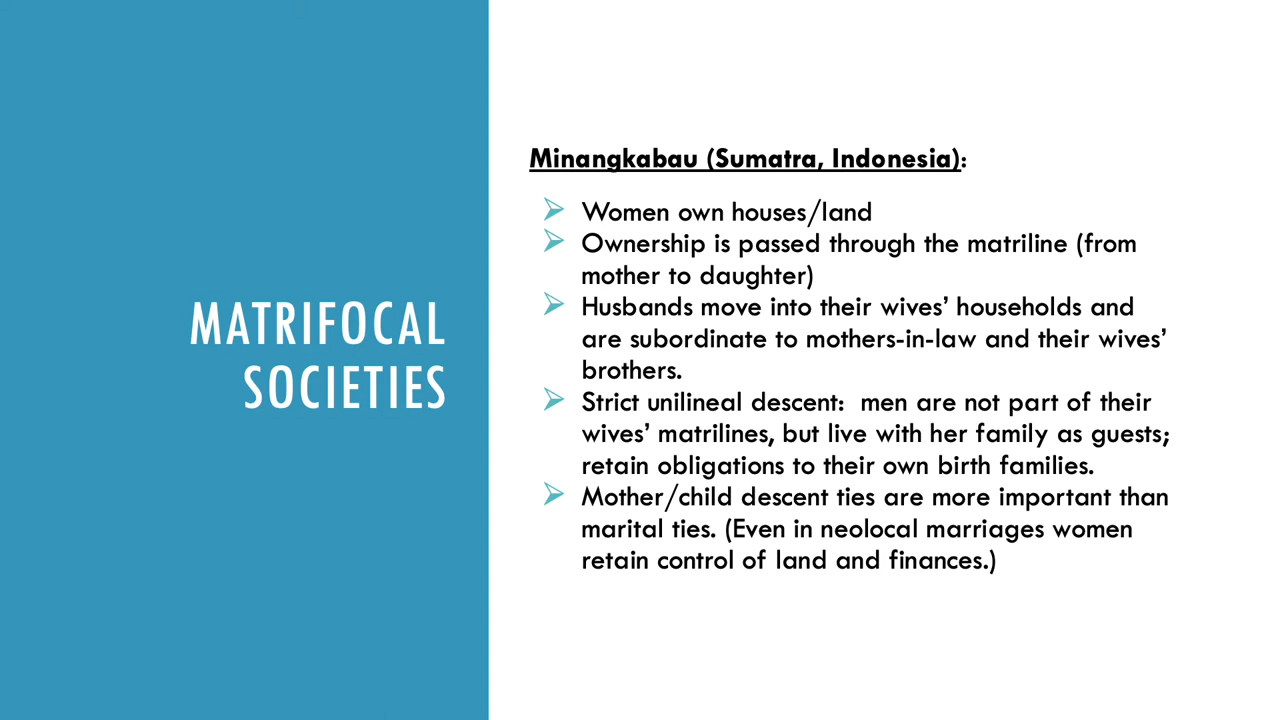 MATRIFOCAL
SOCIETIES
Minangkabau (Sumatra, Indonesia):
Women own houses/land
Ownership is passed through the matriline (from
mother to daughter)
Husbands move into their wives’ households and
are subordinate to mothers-in-law and their wives’
brothers.
Strict unilineal descent:  men are not part of their
wives’ matrilines, but live with her family as guests;
retain obligations to their own birth families.
Mother/child descent ties are more important than
marital ties. (Even in neolocal marriages women
retain control of land and finances.)